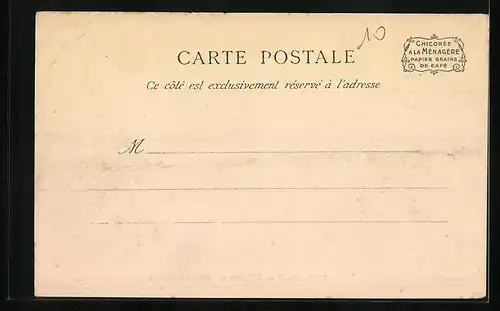 10
CARTE POSTALE
CHICORÉE
A LA MÉNAGÈRE
PAPIER GRAINS
DE CAFÉ
Ce côté est exclusivement réservé à l'adresse
M